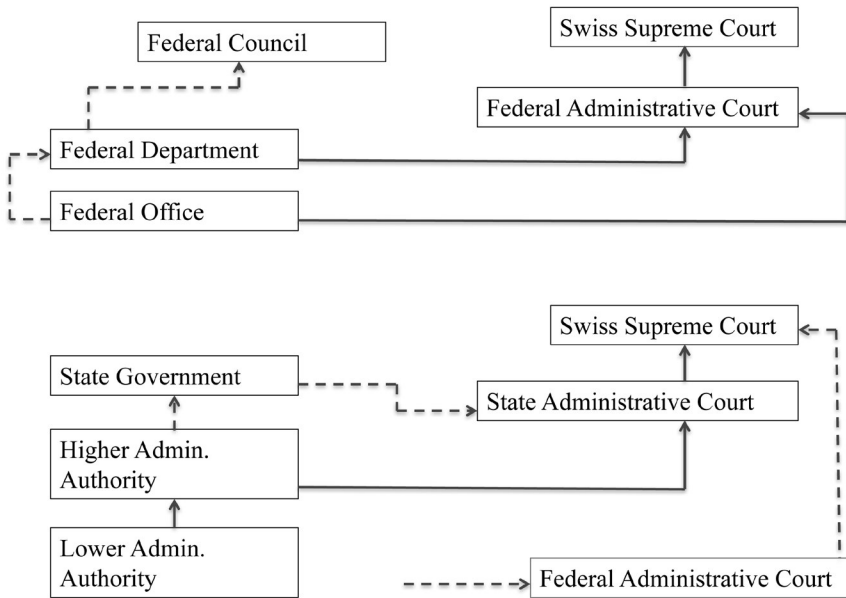 Federal Council
Swiss Supreme Court
Federal Administrative Court
Federal Department
Federal Office
Swiss Supreme Court
State Government
State Administrative Court
Higher Admin.
Authority
Lower Admin.
Authority
Federal Administrative Court